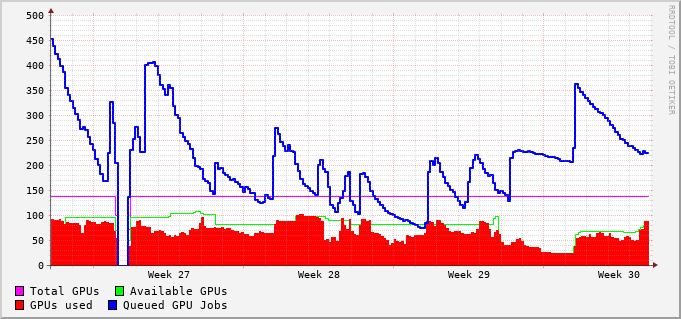 500
450
400
350
300
250
200
150
100
50
0
Week 27 Week 28 Week 29 Week 30
Total GPUs Available GPUs
GPUs used Queued GPU Jobs
RRDTOOL / TOBI OETIKER